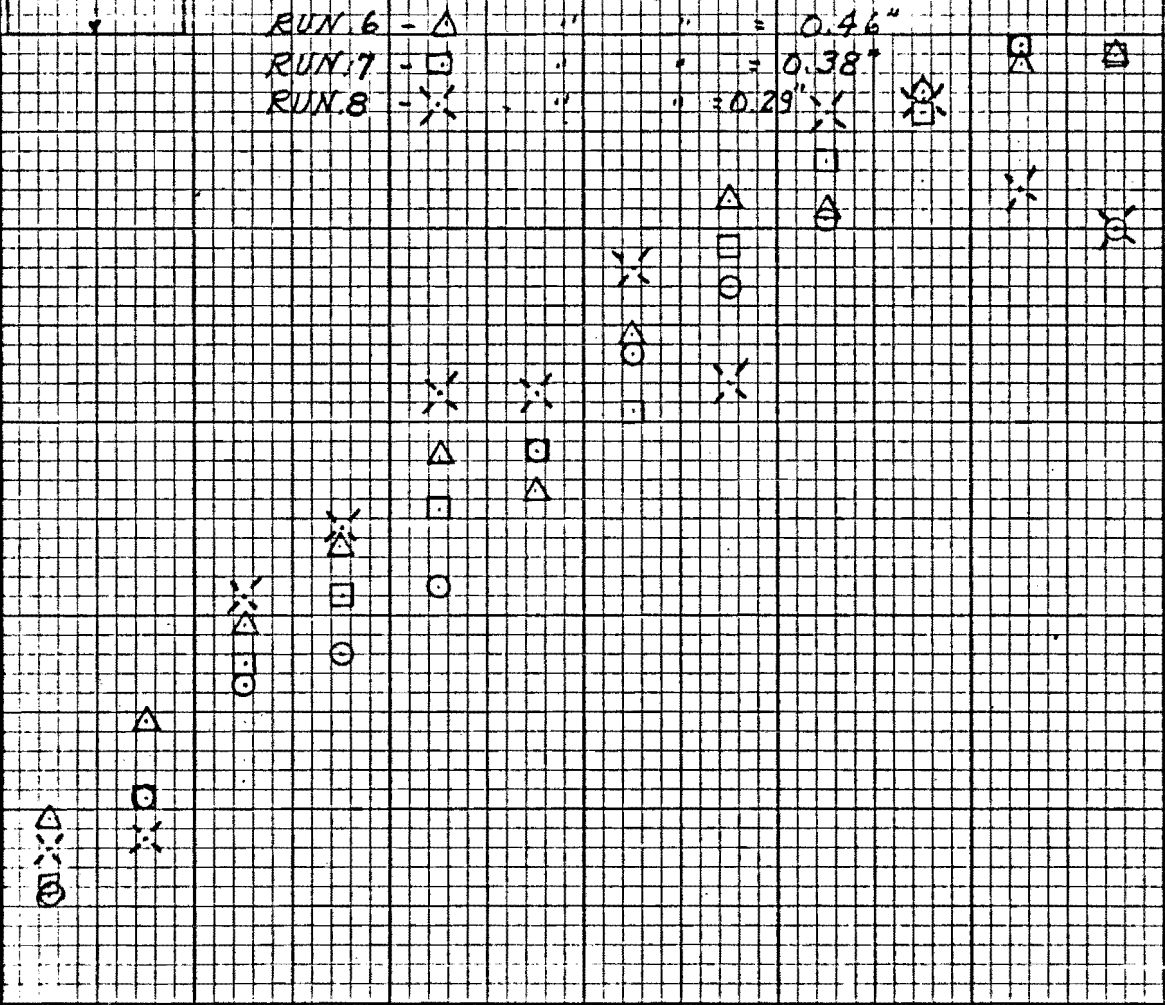 RUN.6 - △ " " = 0.46"
RUN.7 - □ " " = 0.38"
RUN.8 - " " = 0.29"